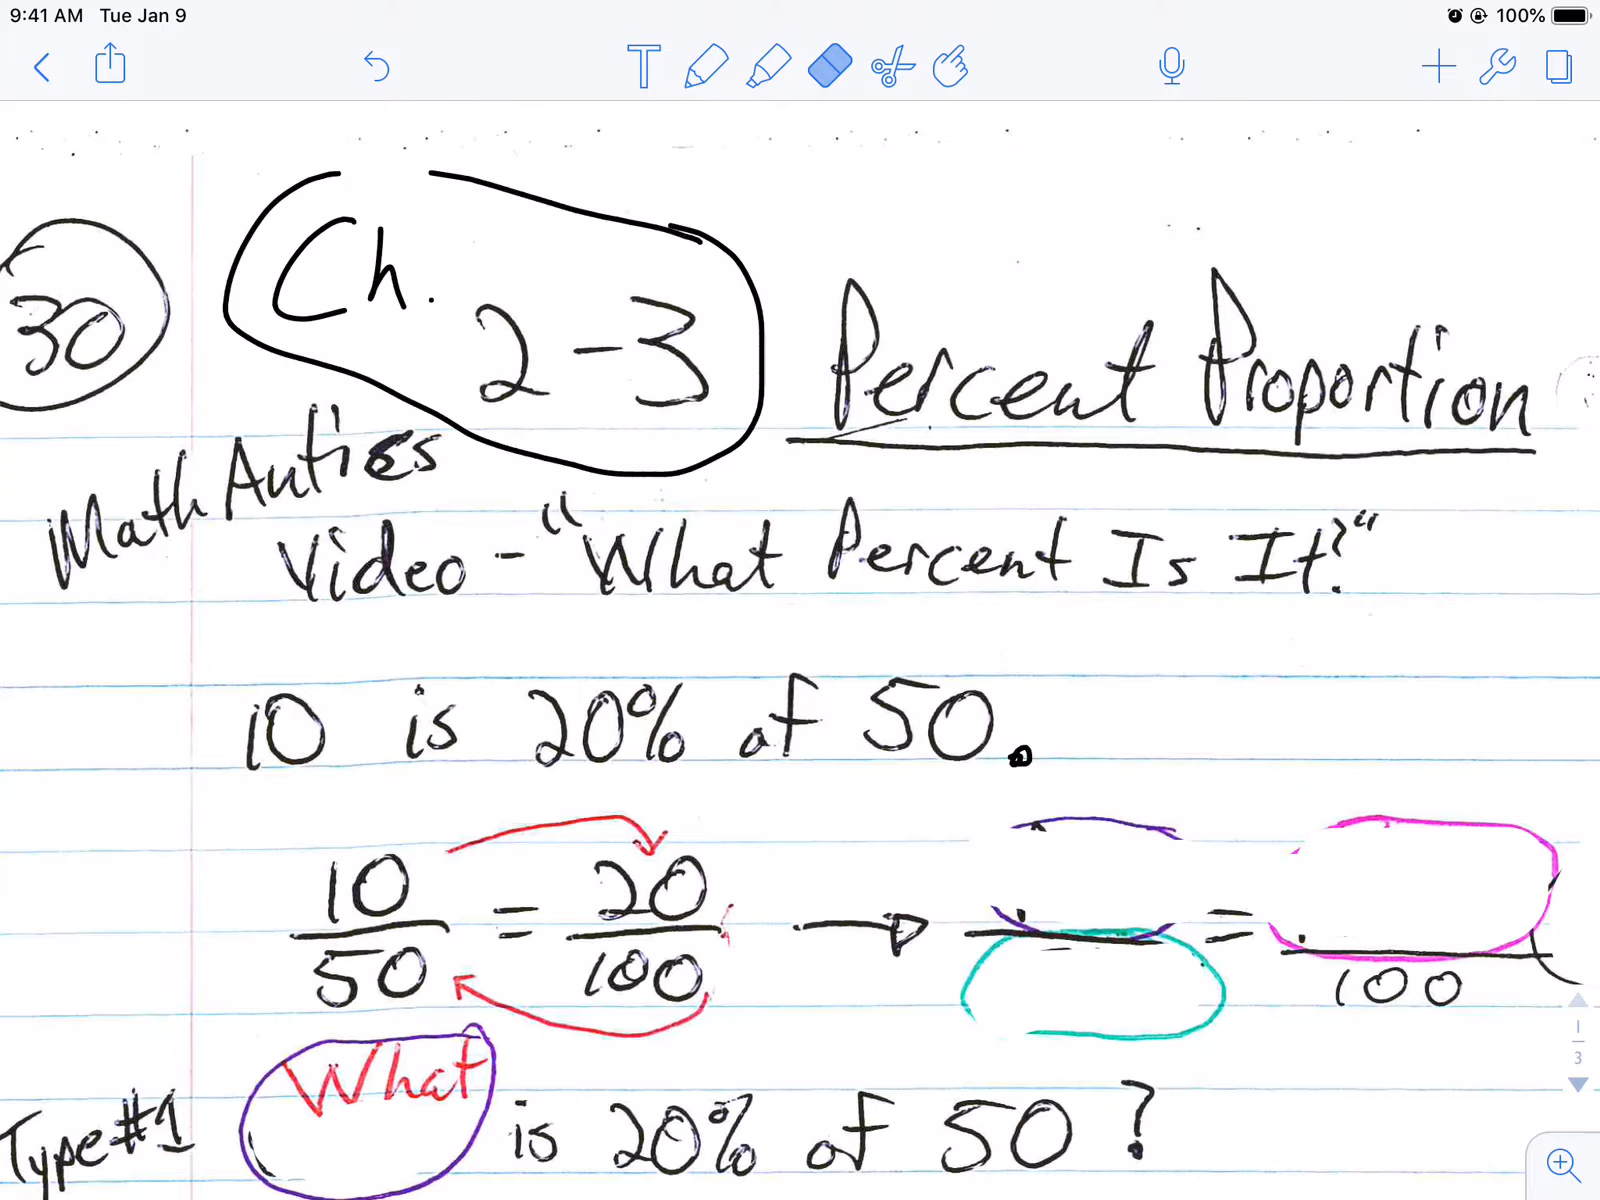 9:41 AM Tue Jan 9
100%
30
Ch. 2-3 Percent Proportion
Math Antics
Video - "What Percent Is It?"
10 is 20% of 50.
10/50 = 20/100 → __ = __/100
1
3
Type #1 What is 20% of 50?